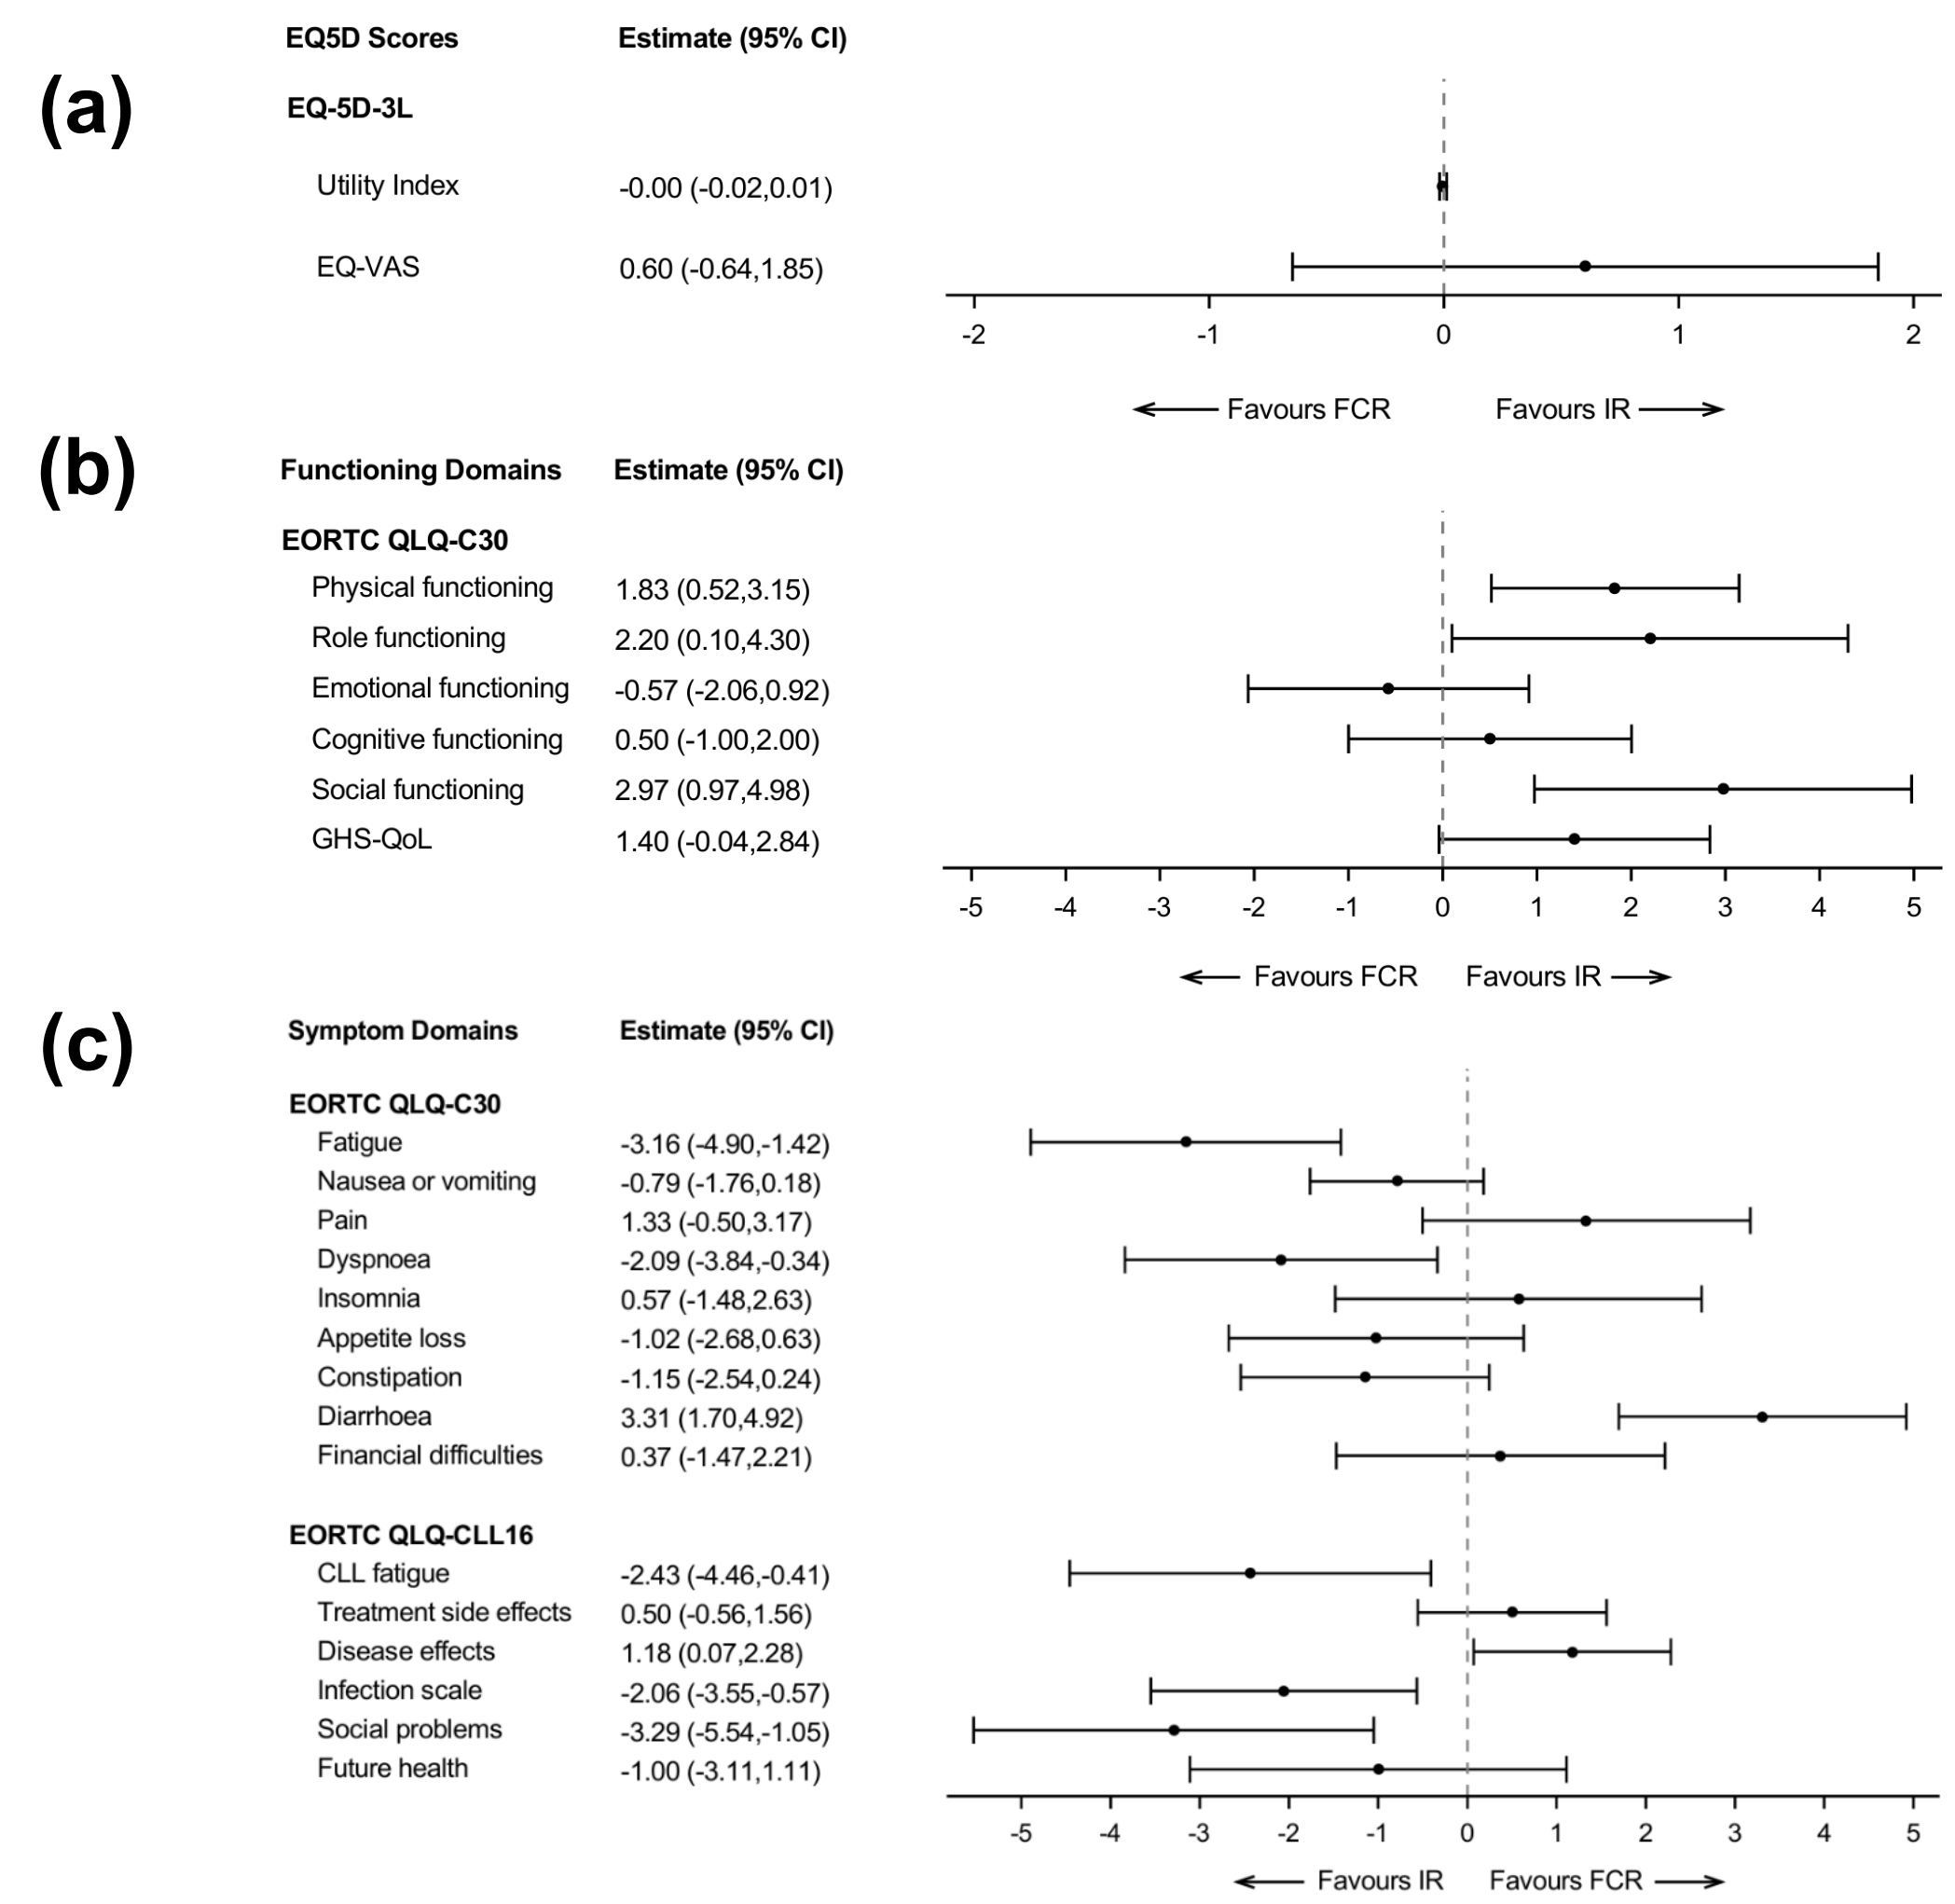 (a)
EQ5D Scores Estimate (95% CI)
EQ-5D-3L
Utility Index -0.00 (-0.02,0.01)
EQ-VAS 0.60 (-0.64,1.85)
-2 -1 0 1 2
Favours FCR Favours IR
(b)
Functioning Domains Estimate (95% CI)
EORTC QLQ-C30
Physical functioning 1.83 (0.52,3.15)
Role functioning 2.20 (0.10,4.30)
Emotional functioning -0.57 (-2.06,0.92)
Cognitive functioning 0.50 (-1.00,2.00)
Social functioning 2.97 (0.97,4.98)
GHS-QoL 1.40 (-0.04,2.84)
-5 -4 -3 -2 -1 0 1 2 3 4 5
Favours FCR Favours IR
(c)
Symptom Domains Estimate (95% CI)
EORTC QLQ-C30
Fatigue -3.16 (-4.90,-1.42)
Nausea or vomiting -0.79 (-1.76,0.18)
Pain 1.33 (-0.50,3.17)
Dyspnoea -2.09 (-3.84,-0.34)
Insomnia 0.57 (-1.48,2.63)
Appetite loss -1.02 (-2.68,0.63)
Constipation -1.15 (-2.54,0.24)
Diarrhoea 3.31 (1.70,4.92)
Financial difficulties 0.37 (-1.47,2.21)
EORTC QLQ-CLL16
CLL fatigue -2.43 (-4.46,-0.41)
Treatment side effects 0.50 (-0.56,1.56)
Disease effects 1.18 (0.07,2.28)
Infection scale -2.06 (-3.55,-0.57)
Social problems -3.29 (-5.54,-1.05)
Future health -1.00 (-3.11,1.11)
-5 -4 -3 -2 -1 0 1 2 3 4 5
Favours IR Favours FCR